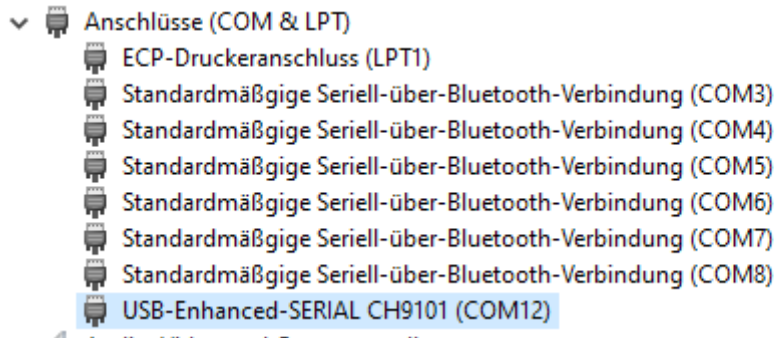 Anschlüsse (COM & LPT)
ECP-Druckeranschluss (LPT1)
Standardmäßgige Seriell-über-Bluetooth-Verbindung (COM3)
Standardmäßgige Seriell-über-Bluetooth-Verbindung (COM4)
Standardmäßgige Seriell-über-Bluetooth-Verbindung (COM5)
Standardmäßgige Seriell-über-Bluetooth-Verbindung (COM6)
Standardmäßgige Seriell-über-Bluetooth-Verbindung (COM7)
Standardmäßgige Seriell-über-Bluetooth-Verbindung (COM8)
USB-Enhanced-SERIAL CH9101 (COM12)